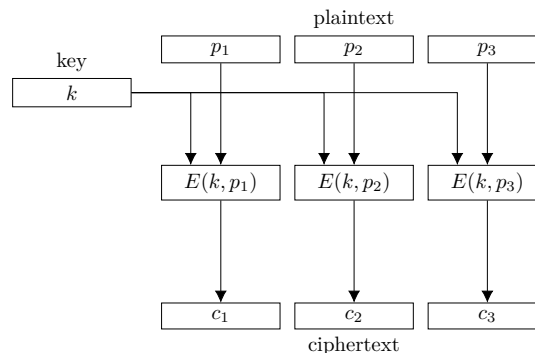 plaintext
p₁ p₂ p₃
key
k
E(k, p₁) E(k, p₂) E(k, p₃)
c₁ c₂ c₃
ciphertext